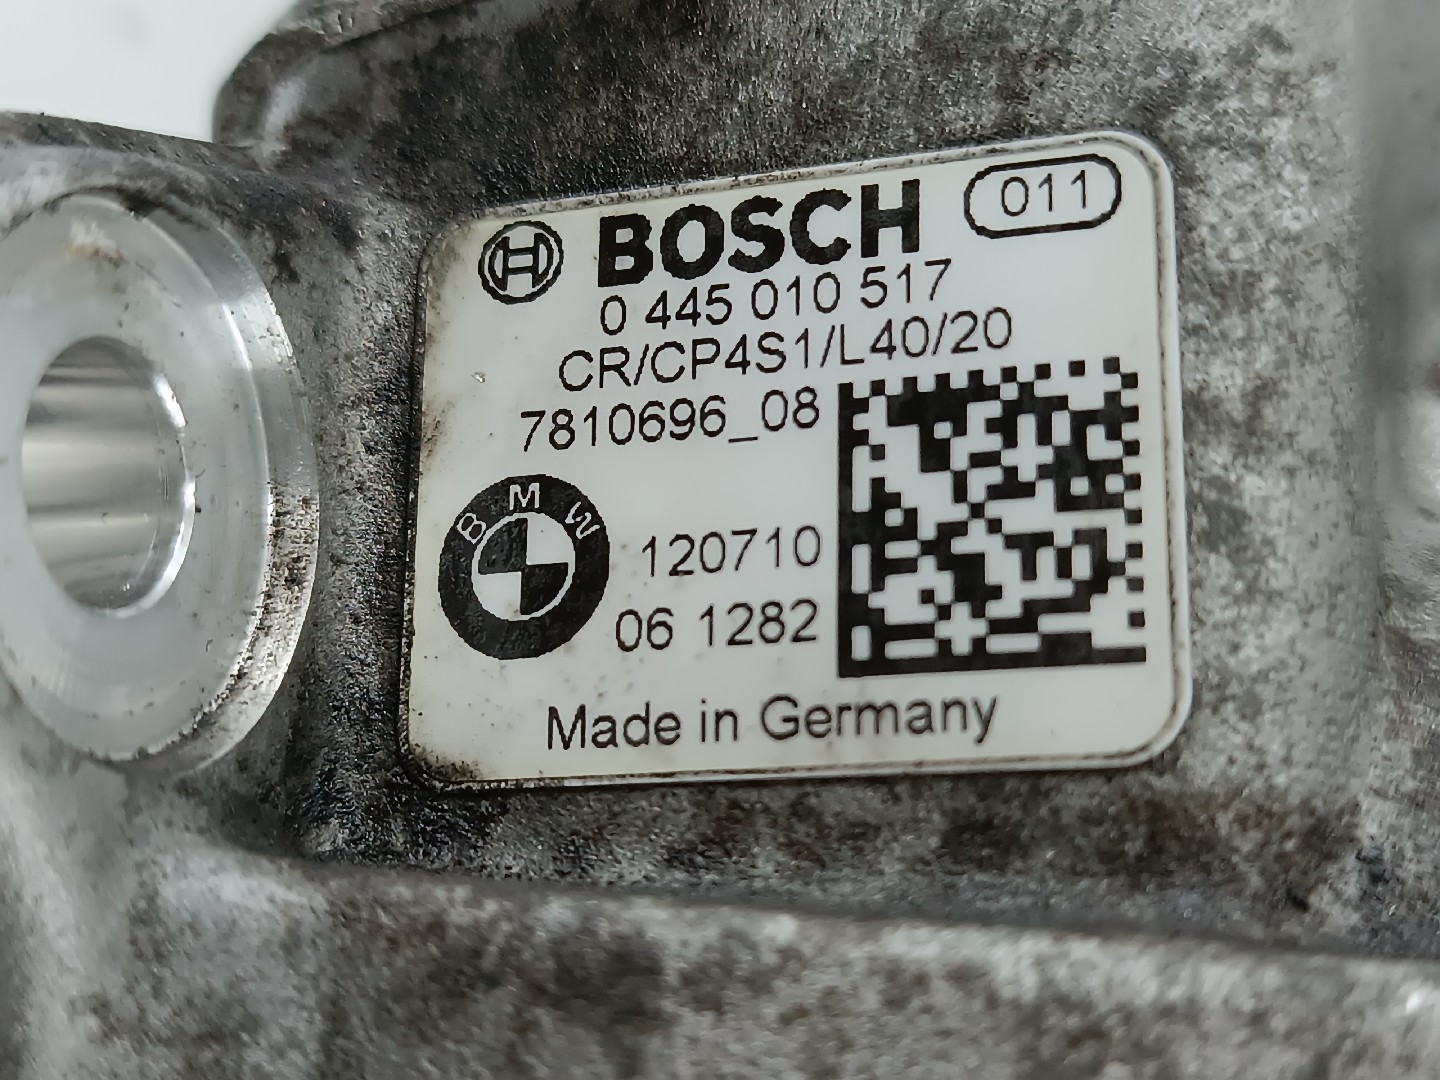 BOSCH 011
0 445 010 517
CR/CP4S1/L40/20
7810696_08
BMW
120710
06 1282
Made in Germany